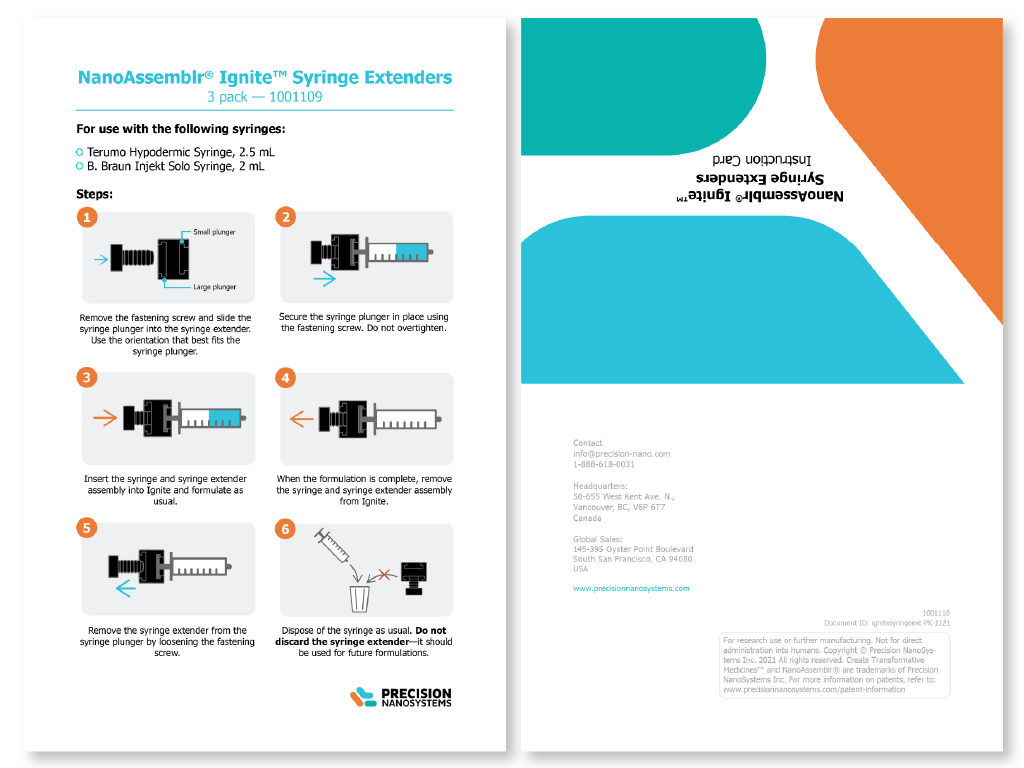 NanoAssemblr® Ignite™ Syringe Extenders
3 pack — 1001109
For use with the following syringes:
Terumo Hypodermic Syringe, 2.5 mL
B. Braun Injekt Solo Syringe, 2 mL
Steps:
1
Small plunger
Large plunger
Remove the fastening screw and slide the
syringe plunger into the syringe extender.
Use the orientation that best fits the
syringe plunger.
2
Secure the syringe plunger in place using
the fastening screw. Do not overtighten.
3
Insert the syringe and syringe extender
assembly into Ignite and formulate as
usual.
4
When the formulation is complete, remove
the syringe and syringe extender assembly
from Ignite.
5
Remove the syringe extender from the
syringe plunger by loosening the fastening
screw.
6
Dispose of the syringe as usual. Do not
discard the syringe extender—it should
be used for future formulations.
PRECISION
NANOSYSTEMS
NanoAssemblr® Ignite™
Syringe Extenders
Instruction Card
Contact
info@precision-nano.com
1-888-618-0031
Headquarters:
50-655 West Kent Ave. N.,
Vancouver, BC, V6P 6T7
Canada
Global Sales:
145-395 Oyster Point Boulevard
South San Francisco, CA 94080
USA
www.precisionnanosystems.com
1001110
Document ID: ignitesyringeext-PK-1121
For research use or further manufacturing. Not for direct
administration into humans. Copyright © Precision NanoSys-
tems Inc. 2021 All rights reserved. Create Transformative
Medicines™ and NanoAssemblr® are trademarks of Precision
NanoSystems Inc. For more information on patents, refer to:
www.precisionnanosystems.com/patent-information